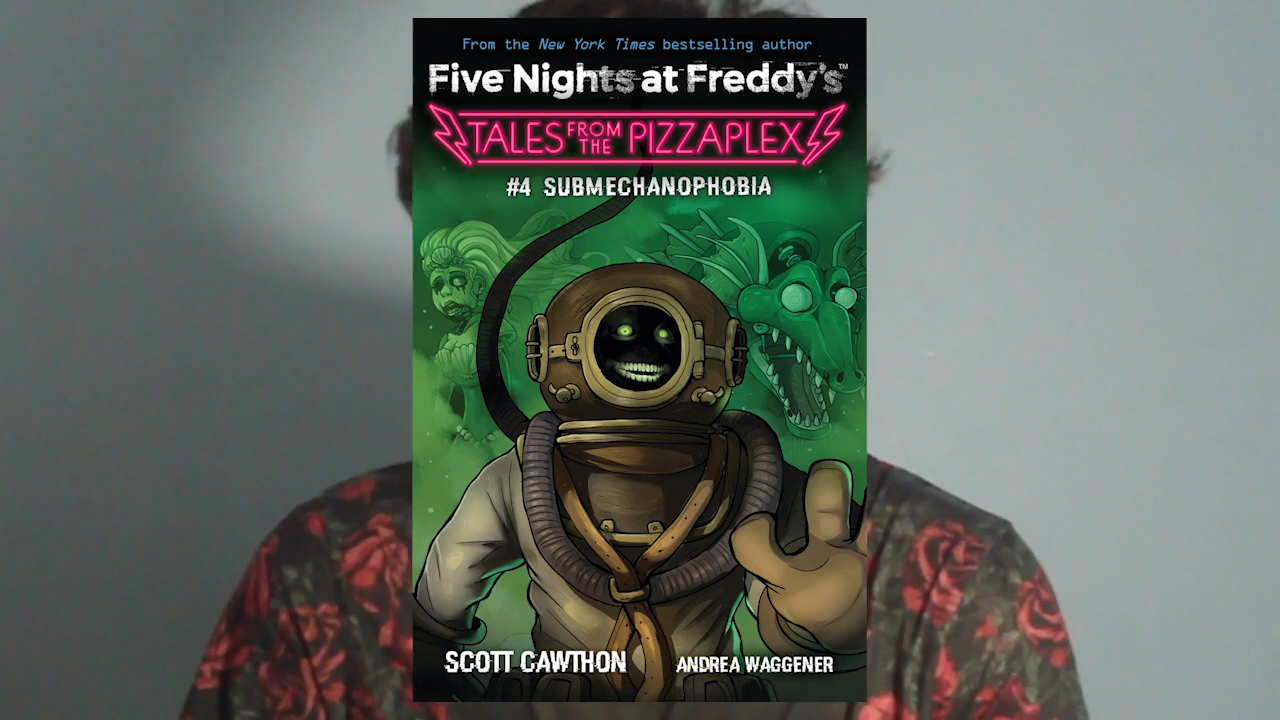 From the New York Times bestselling author
Five Nights at Freddy's™
TALES FROM THE PIZZAPLEX
#4 SUBMECHANOPHOBIA
SCOTT CAWTHON
ANDREA WAGGENER